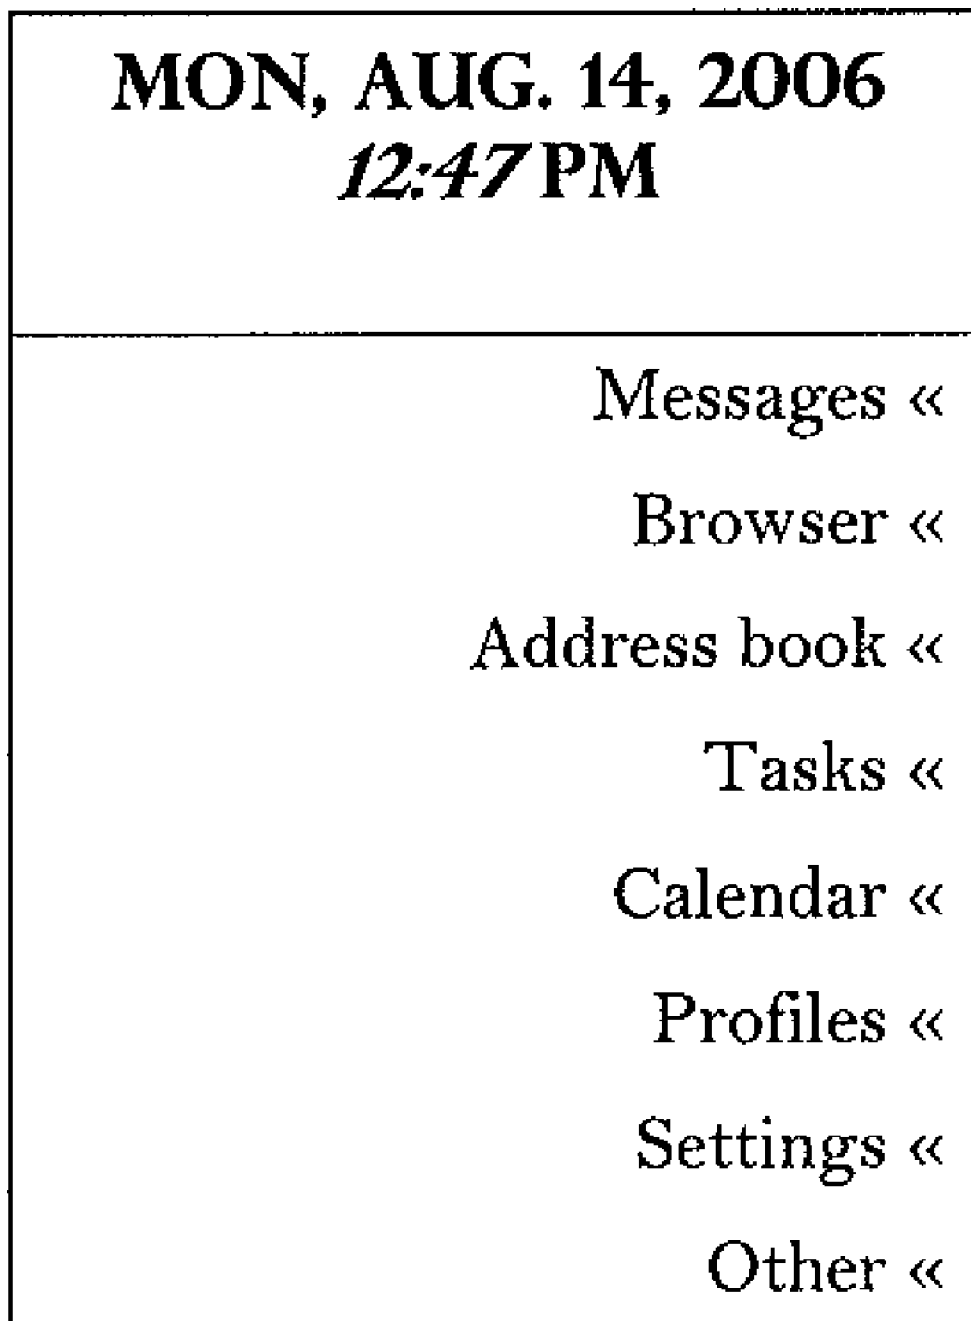 MON, AUG. 14, 2006
12:47 PM
Messages «
Browser «
Address book «
Tasks «
Calendar «
Profiles «
Settings «
Other «